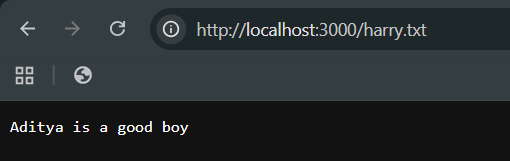 http://localhost:3000/harry.txt
Aditya is a good boy